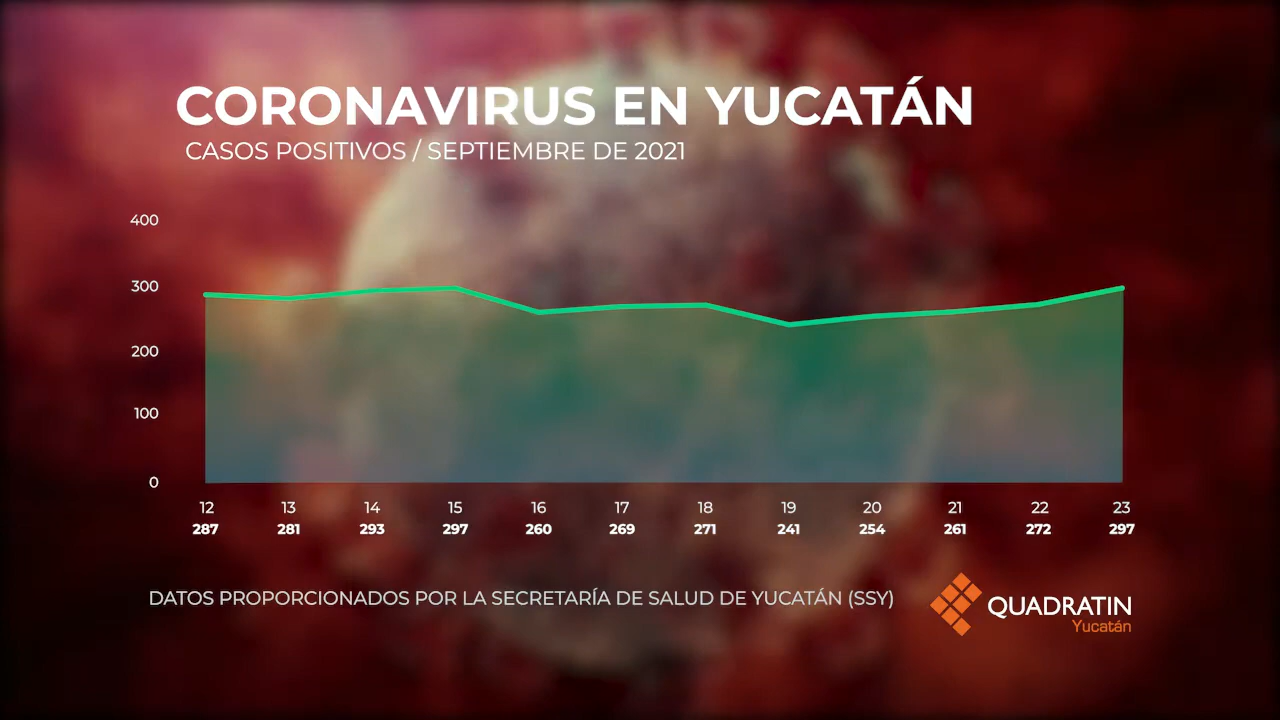 CORONAVIRUS EN YUCATÁN
CASOS POSITIVOS / SEPTIEMBRE DE 2021
400
300
200
100
0
12 13 14 15 16 17 18 19 20 21 22 23
287 281 293 297 260 269 271 241 254 261 272 297
DATOS PROPORCIONADOS POR LA SECRETARÍA DE SALUD DE YUCATÁN (SSY)
QUADRATIN
Yucatán